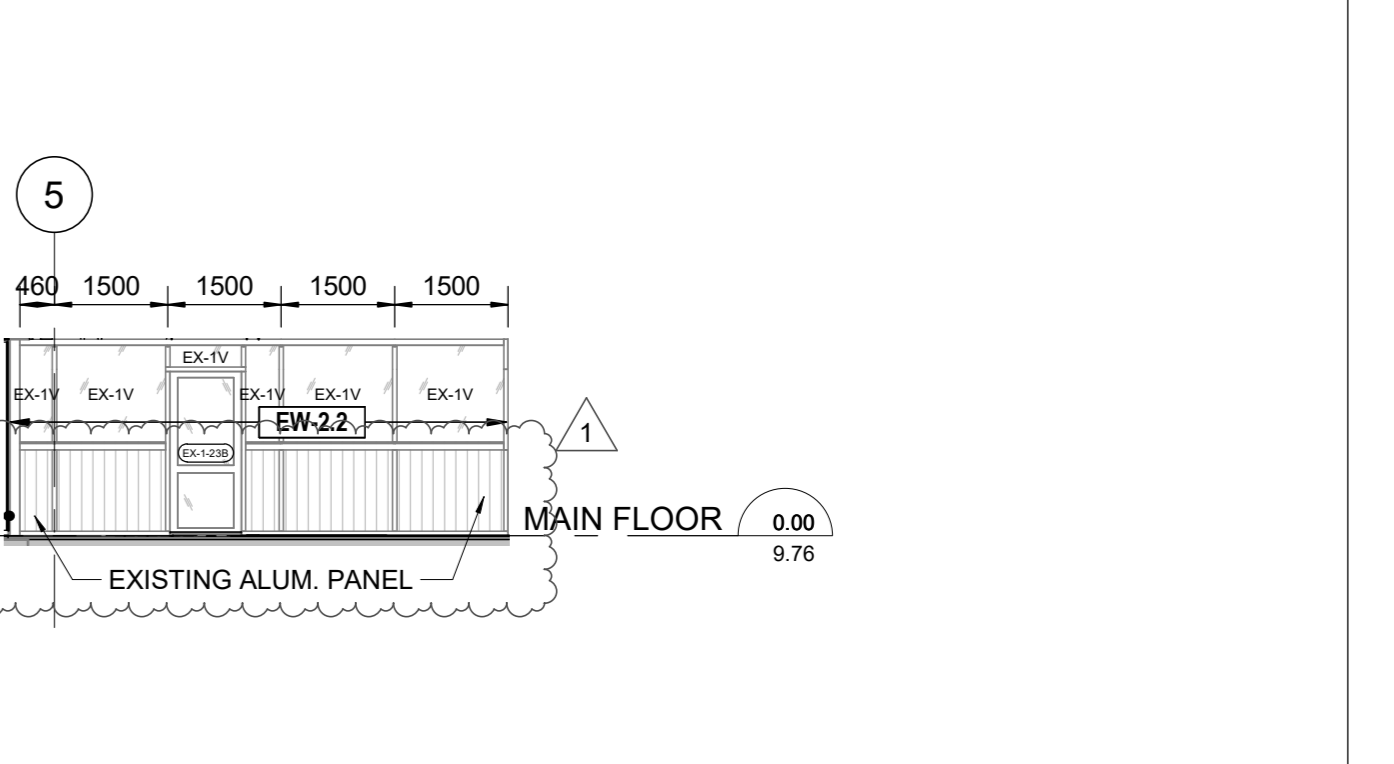 5
460 1500 1500 1500 1500
EX-1V
EX-1V EX-1V EX-1V EX-1V EX-1V
EW-2.2
1
EX-1-23B
MAIN FLOOR 0.00
9.76
EXISTING ALUM. PANEL